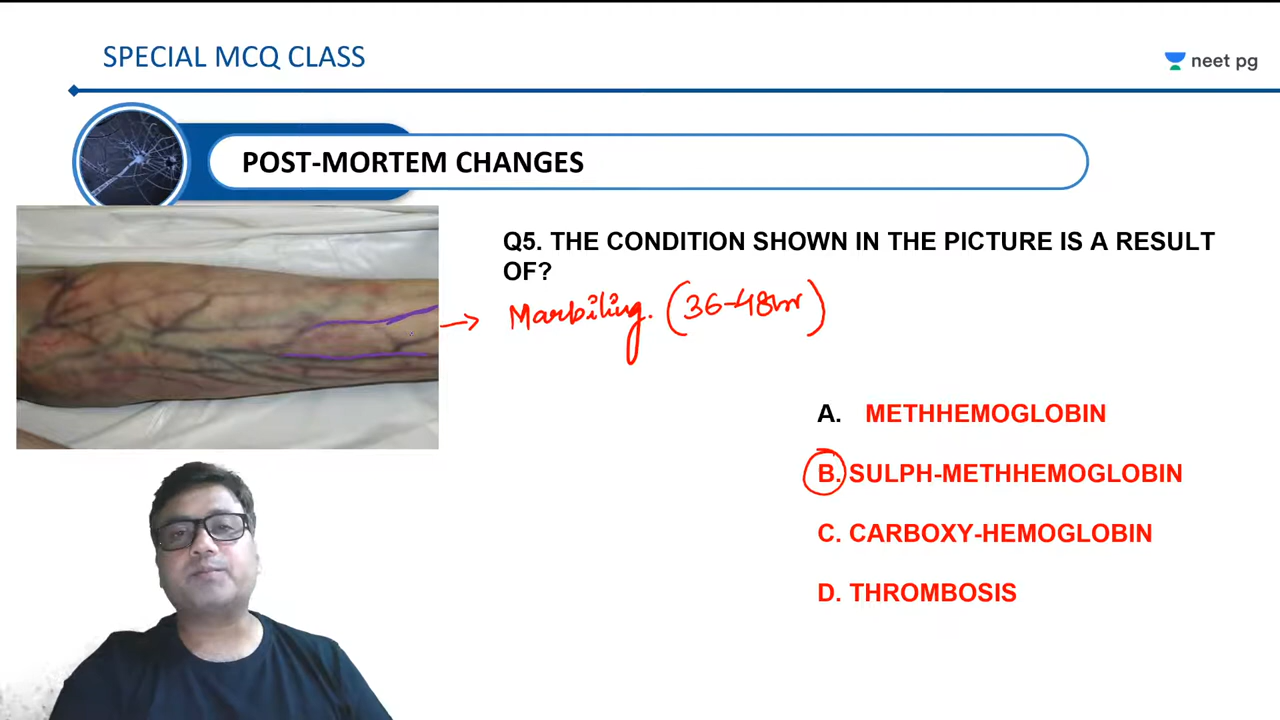 SPECIAL MCQ CLASS
neet pg
POST-MORTEM CHANGES
Q5. THE CONDITION SHOWN IN THE PICTURE IS A RESULT
OF?
Marbiling. (36-48hr)
A. METHHEMOGLOBIN
B. SULPH-METHHEMOGLOBIN
C. CARBOXY-HEMOGLOBIN
D. THROMBOSIS